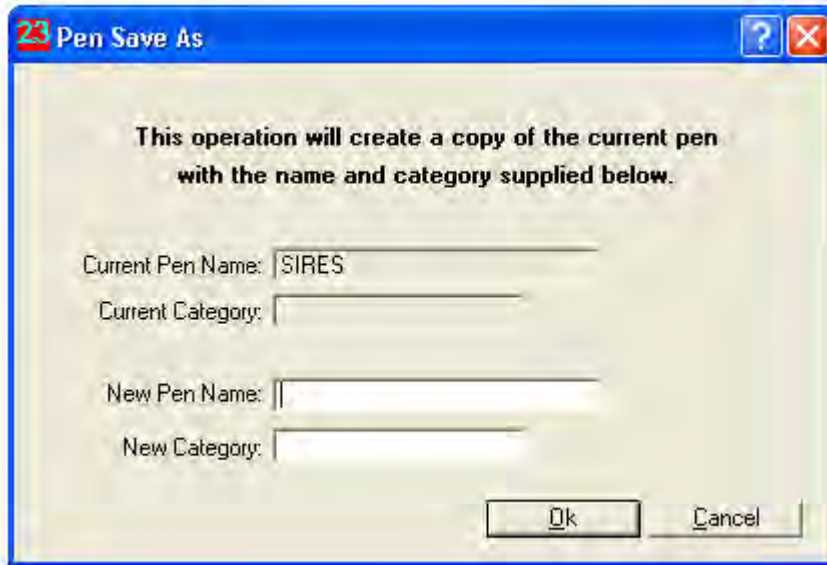 23 Pen Save As
?
This operation will create a copy of the current pen
with the name and category supplied below.
Current Pen Name: SIRES
Current Category:
New Pen Name:
New Category:
Ok Cancel